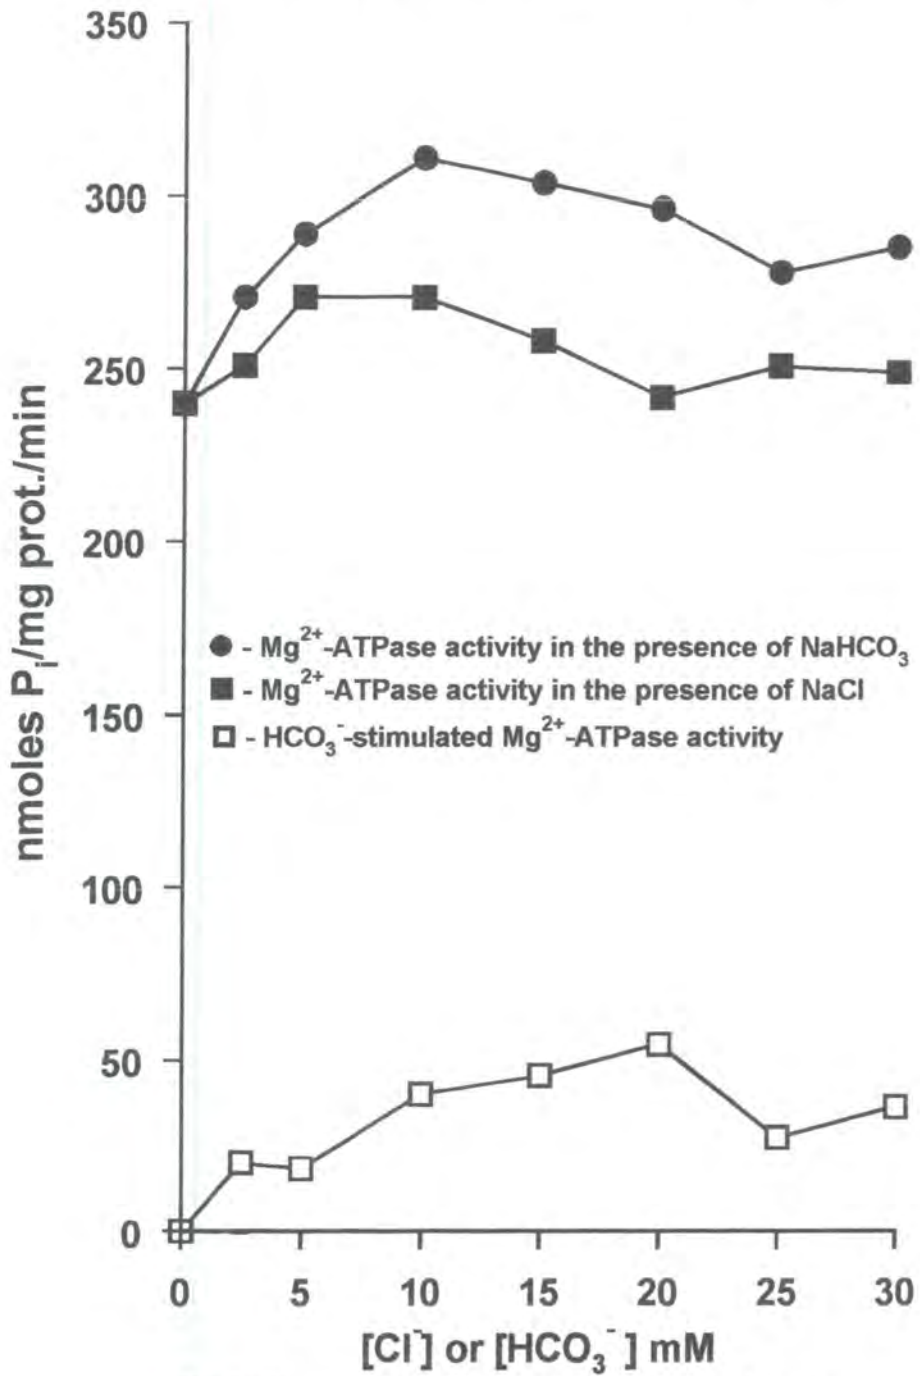 350
300
250
200
150
100
50
0
nmoles Pᵢ/mg prot./min
● - Mg²⁺-ATPase activity in the presence of NaHCO₃
■ - Mg²⁺-ATPase activity in the presence of NaCl
□ - HCO₃⁻-stimulated Mg²⁺-ATPase activity
0 5 10 15 20 25 30
[Cl⁻] or [HCO₃⁻] mM